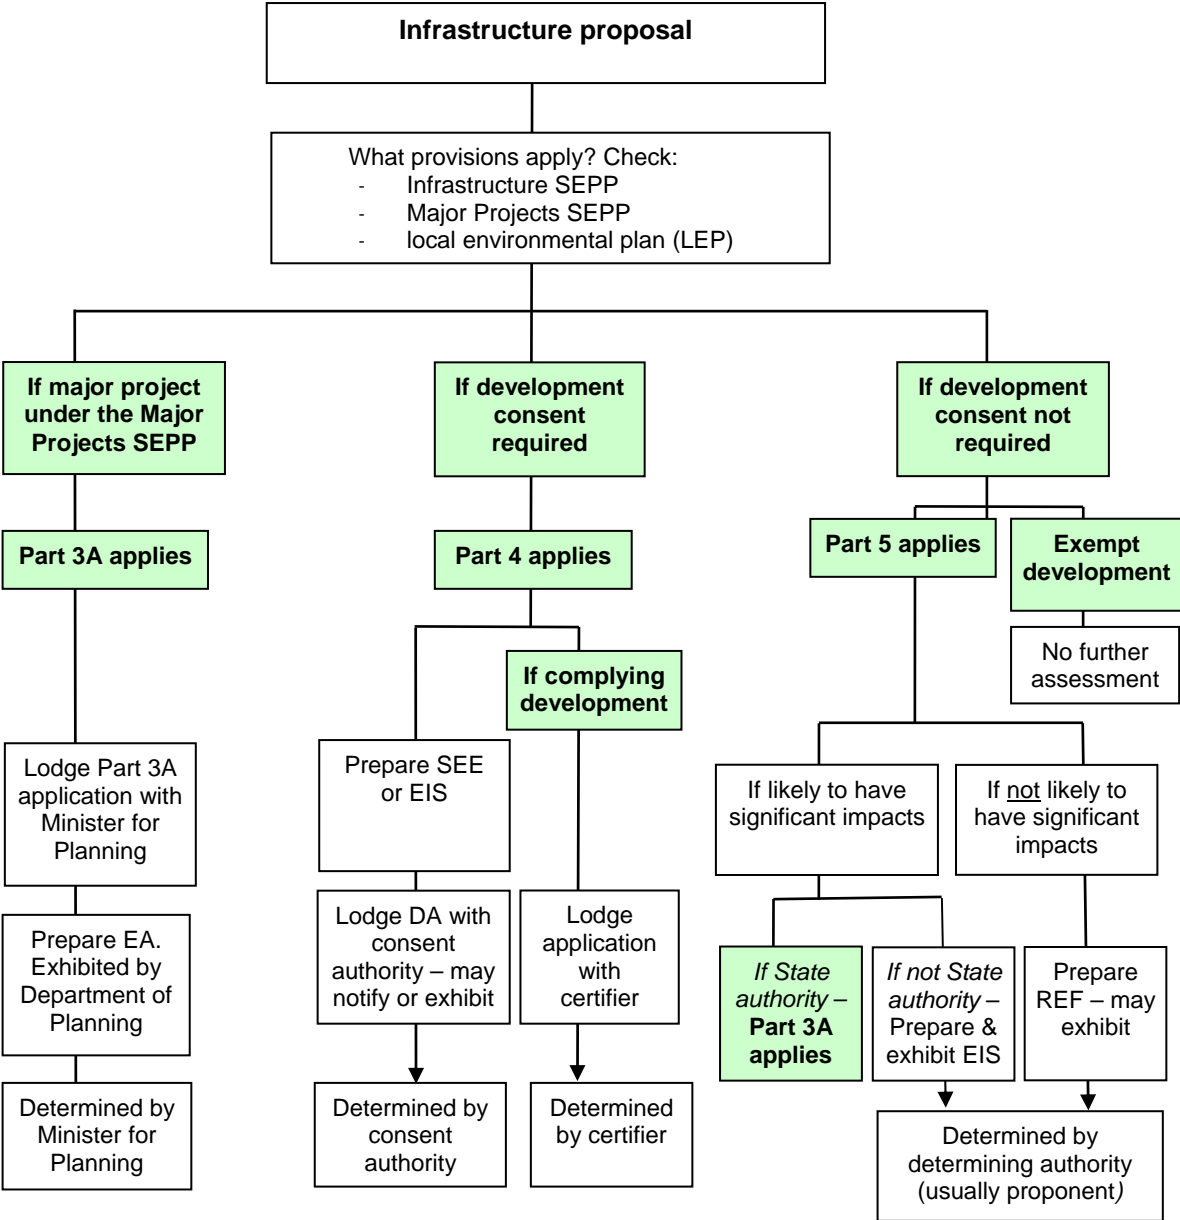 Infrastructure proposal
What provisions apply? Check:
- Infrastructure SEPP
- Major Projects SEPP
- local environmental plan (LEP)
If major project
under the Major
Projects SEPP
If development
consent
required
If development
consent not
required
Part 3A applies
Part 4 applies
Part 5 applies
Exempt
development
No further
assessment
If complying
development
Lodge Part 3A
application with
Minister for
Planning
Prepare SEE
or EIS
If likely to have
significant impacts
If not likely to
have significant
impacts
Prepare EA.
Exhibited by
Department of
Planning
Lodge DA with
consent
authority – may
notify or exhibit
Lodge
application
with
certifier
If State
authority –
Part 3A
applies
If not State
authority –
Prepare &
exhibit EIS
Prepare
REF – may
exhibit
Determined by
Minister for
Planning
Determined by
consent
authority
Determined
by certifier
Determined by
determining authority
(usually proponent)